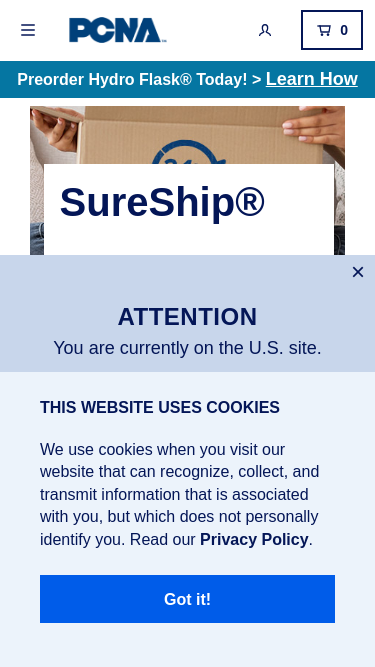 PCNA
0
Preorder Hydro Flask® Today! > Learn How
SureShip®
ATTENTION
You are currently on the U.S. site.
THIS WEBSITE USES COOKIES
We use cookies when you visit our
website that can recognize, collect, and
transmit information that is associated
with you, but which does not personally
identify you. Read our Privacy Policy.
Got it!